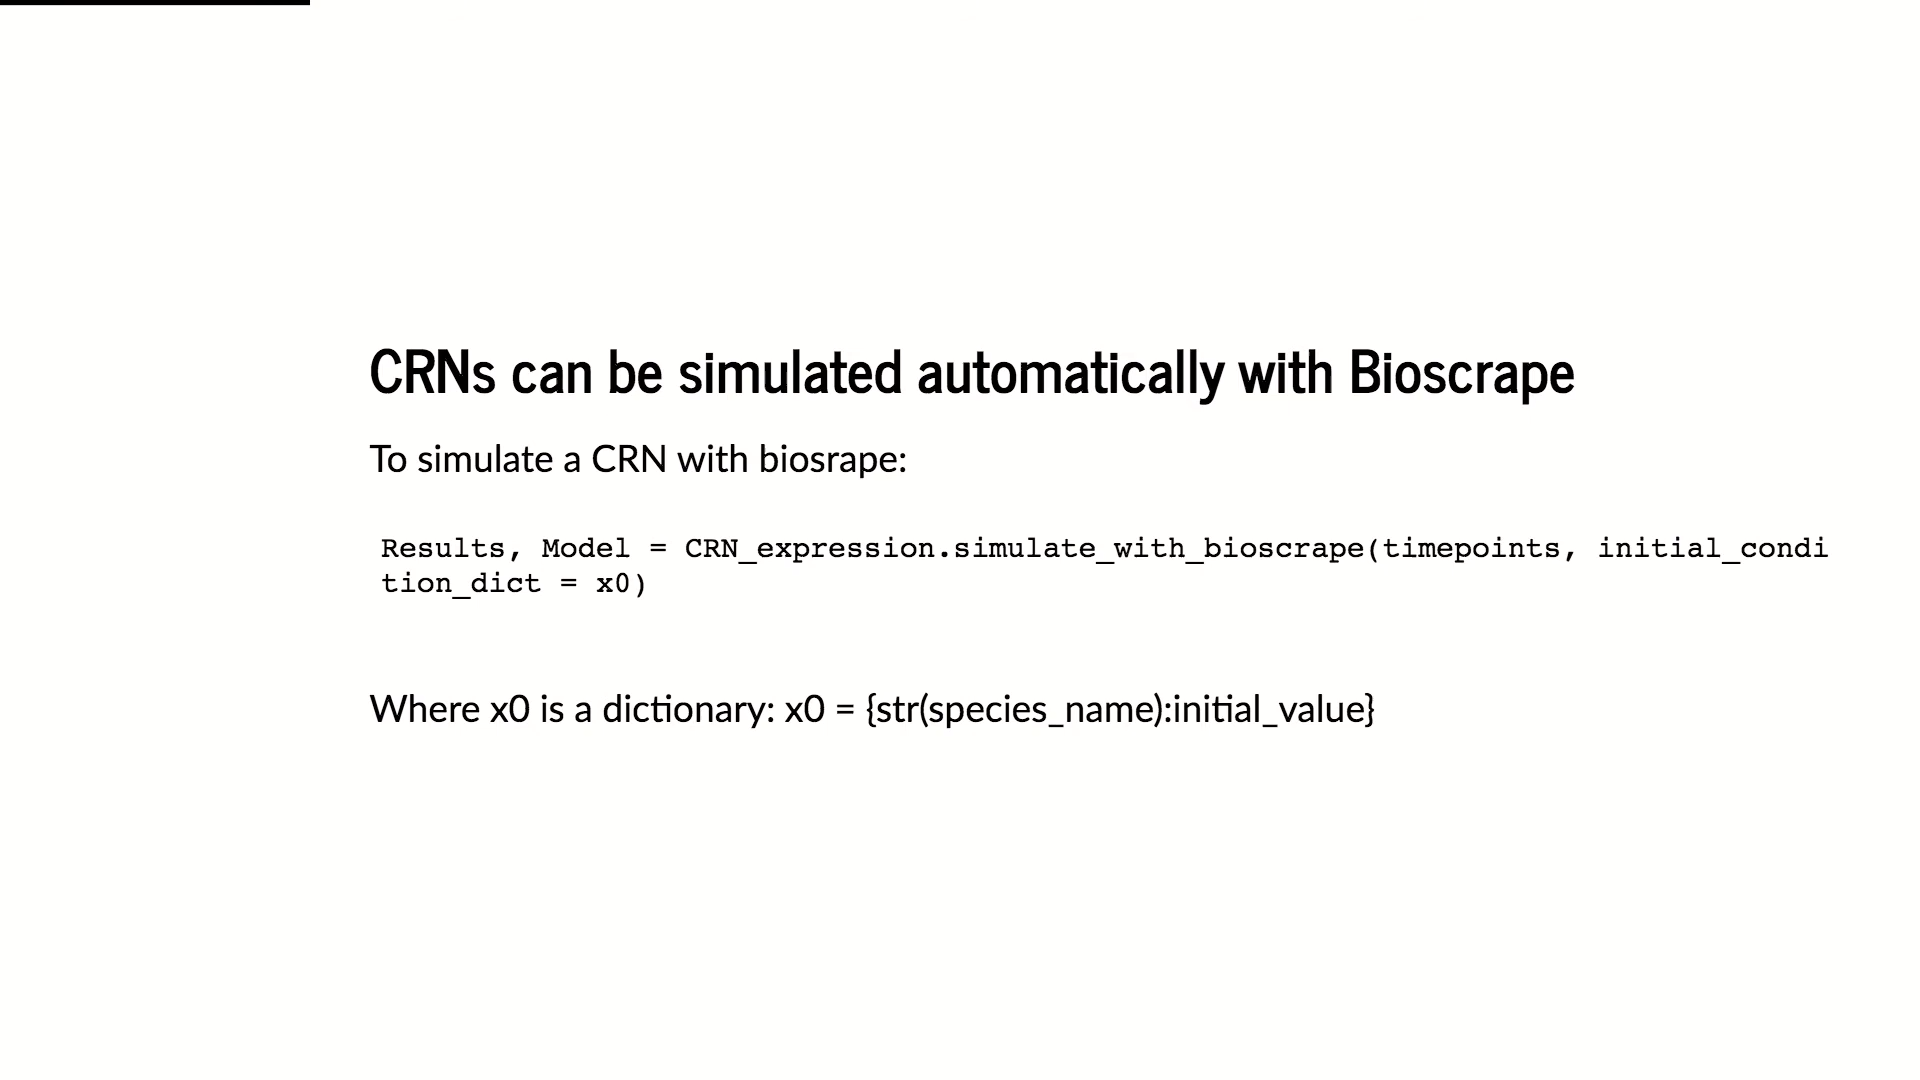 CRNs can be simulated automatically with Bioscrape
To simulate a CRN with biosrape:
Results, Model = CRN_expression.simulate_with_bioscrape(timepoints, initial_condi
tion_dict = x0)
Where x0 is a dictionary: x0 = {str(species_name):initial_value}